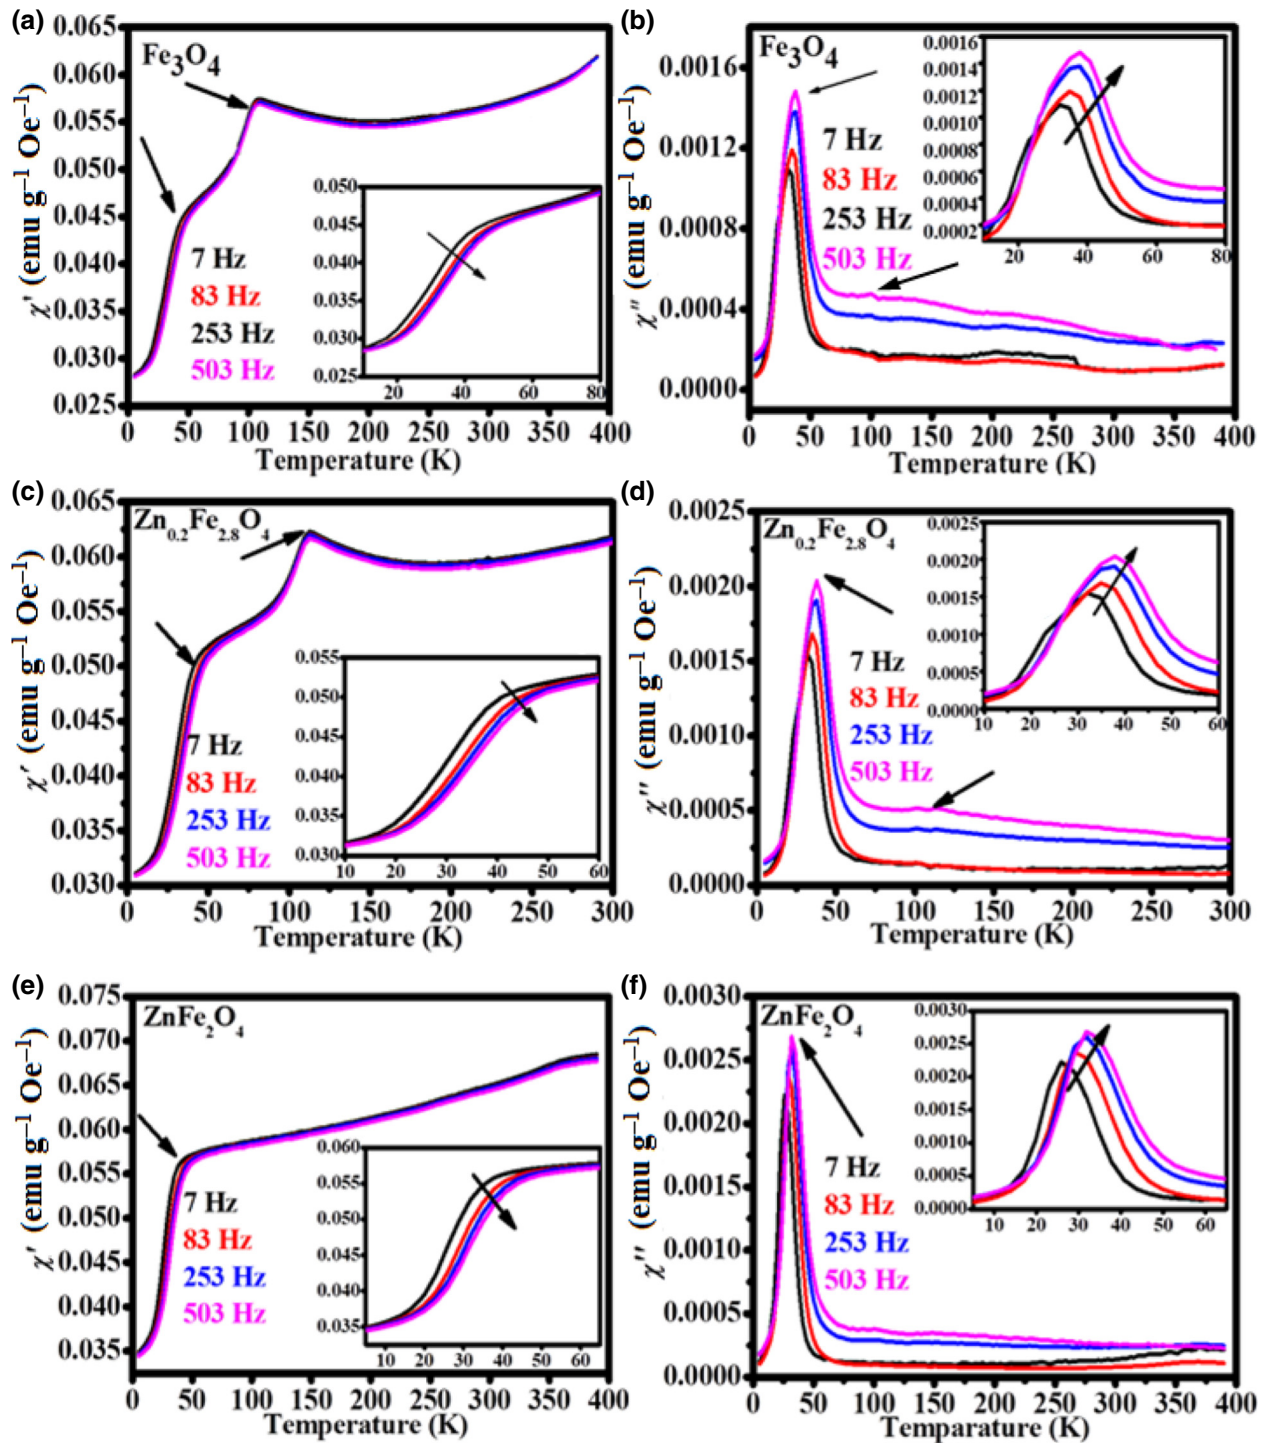 (a)
0.065
0.060
0.055
0.050
0.045
0.040
0.035
0.030
0.025
χ' (emu g⁻¹ Oe⁻¹)
Fe₃O₄
7 Hz
83 Hz
253 Hz
503 Hz
0.050
0.045
0.040
0.035
0.030
0.025
20 40 60 80
0 50 100 150 200 250 300 350 400
Temperature (K)
(b)
0.0016
0.0012
0.0008
0.0004
0.0000
χ″ (emu g⁻¹ Oe⁻¹)
Fe₃O₄
7 Hz
83 Hz
253 Hz
503 Hz
0.0016
0.0014
0.0012
0.0010
0.0008
0.0006
0.0004
0.0002
20 40 60 80
0 50 100 150 200 250 300 350 400
Temperature (K)
(c)
0.065
0.060
0.055
0.050
0.045
0.040
0.035
0.030
χ' (emu g⁻¹ Oe⁻¹)
Zn₀.₂Fe₂.₈O₄
7 Hz
83 Hz
253 Hz
503 Hz
0.055
0.050
0.045
0.040
0.035
0.030
10 20 30 40 50 60
0 50 100 150 200 250 300
Temperature (K)
(d)
0.0025
0.0020
0.0015
0.0010
0.0005
0.0000
χ'' (emu g⁻¹ Oe⁻¹)
Zn₀.₂Fe₂.₈O₄
7 Hz
83 Hz
253 Hz
503 Hz
0.0025
0.0020
0.0015
0.0010
0.0005
0.0000
10 20 30 40 50 60
0 50 100 150 200 250 300
Temperature (K)
(e)
0.075
0.070
0.065
0.060
0.055
0.050
0.045
0.040
0.035
χ' (emu g⁻¹ Oe⁻¹)
ZnFe₂O₄
7 Hz
83 Hz
253 Hz
503 Hz
0.060
0.055
0.050
0.045
0.040
0.035
10 20 30 40 50 60
0 50 100 150 200 250 300 350 400
Temperature (K)
(f)
0.0030
0.0025
0.0020
0.0015
0.0010
0.0005
0.0000
χ'' (emu g⁻¹ Oe⁻¹)
ZnFe₂O₄
7 Hz
83 Hz
253 Hz
503 Hz
0.0030
0.0025
0.0020
0.0015
0.0010
0.0005
0.0000
10 20 30 40 50 60
0 50 100 150 200 250 300 350 400
Temparature (K)